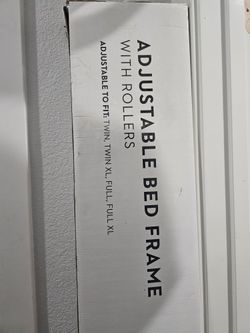 ADJUSTABLE BED FRAME
WITH ROLLERS
ADJUSTABLE TO FIT: TWIN, TWIN XL, FULL, FULL XL